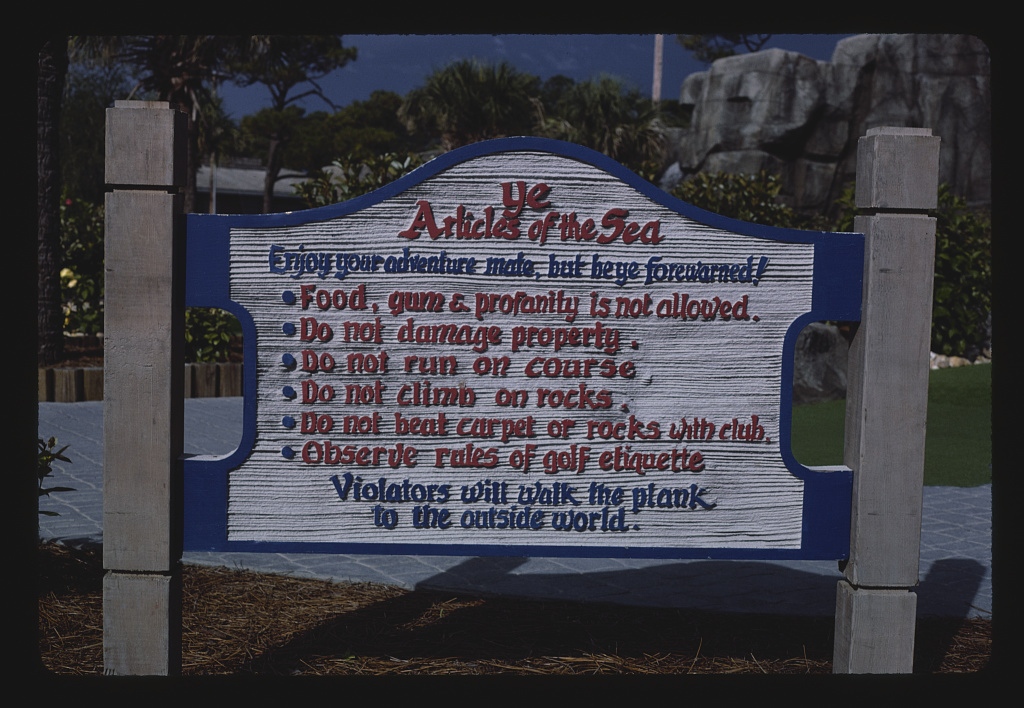 ye
Articles of the Sea
Enjoy your adventure mate, but be ye forewarned!
• Food, gum & profanity is not allowed.
• Do not damage property.
• Do not run on course.
• Do not climb on rocks.
• Do not beat carpet or rocks with club.
• Observe rules of golf etiquette
Violators will walk the plank
to the outside world.